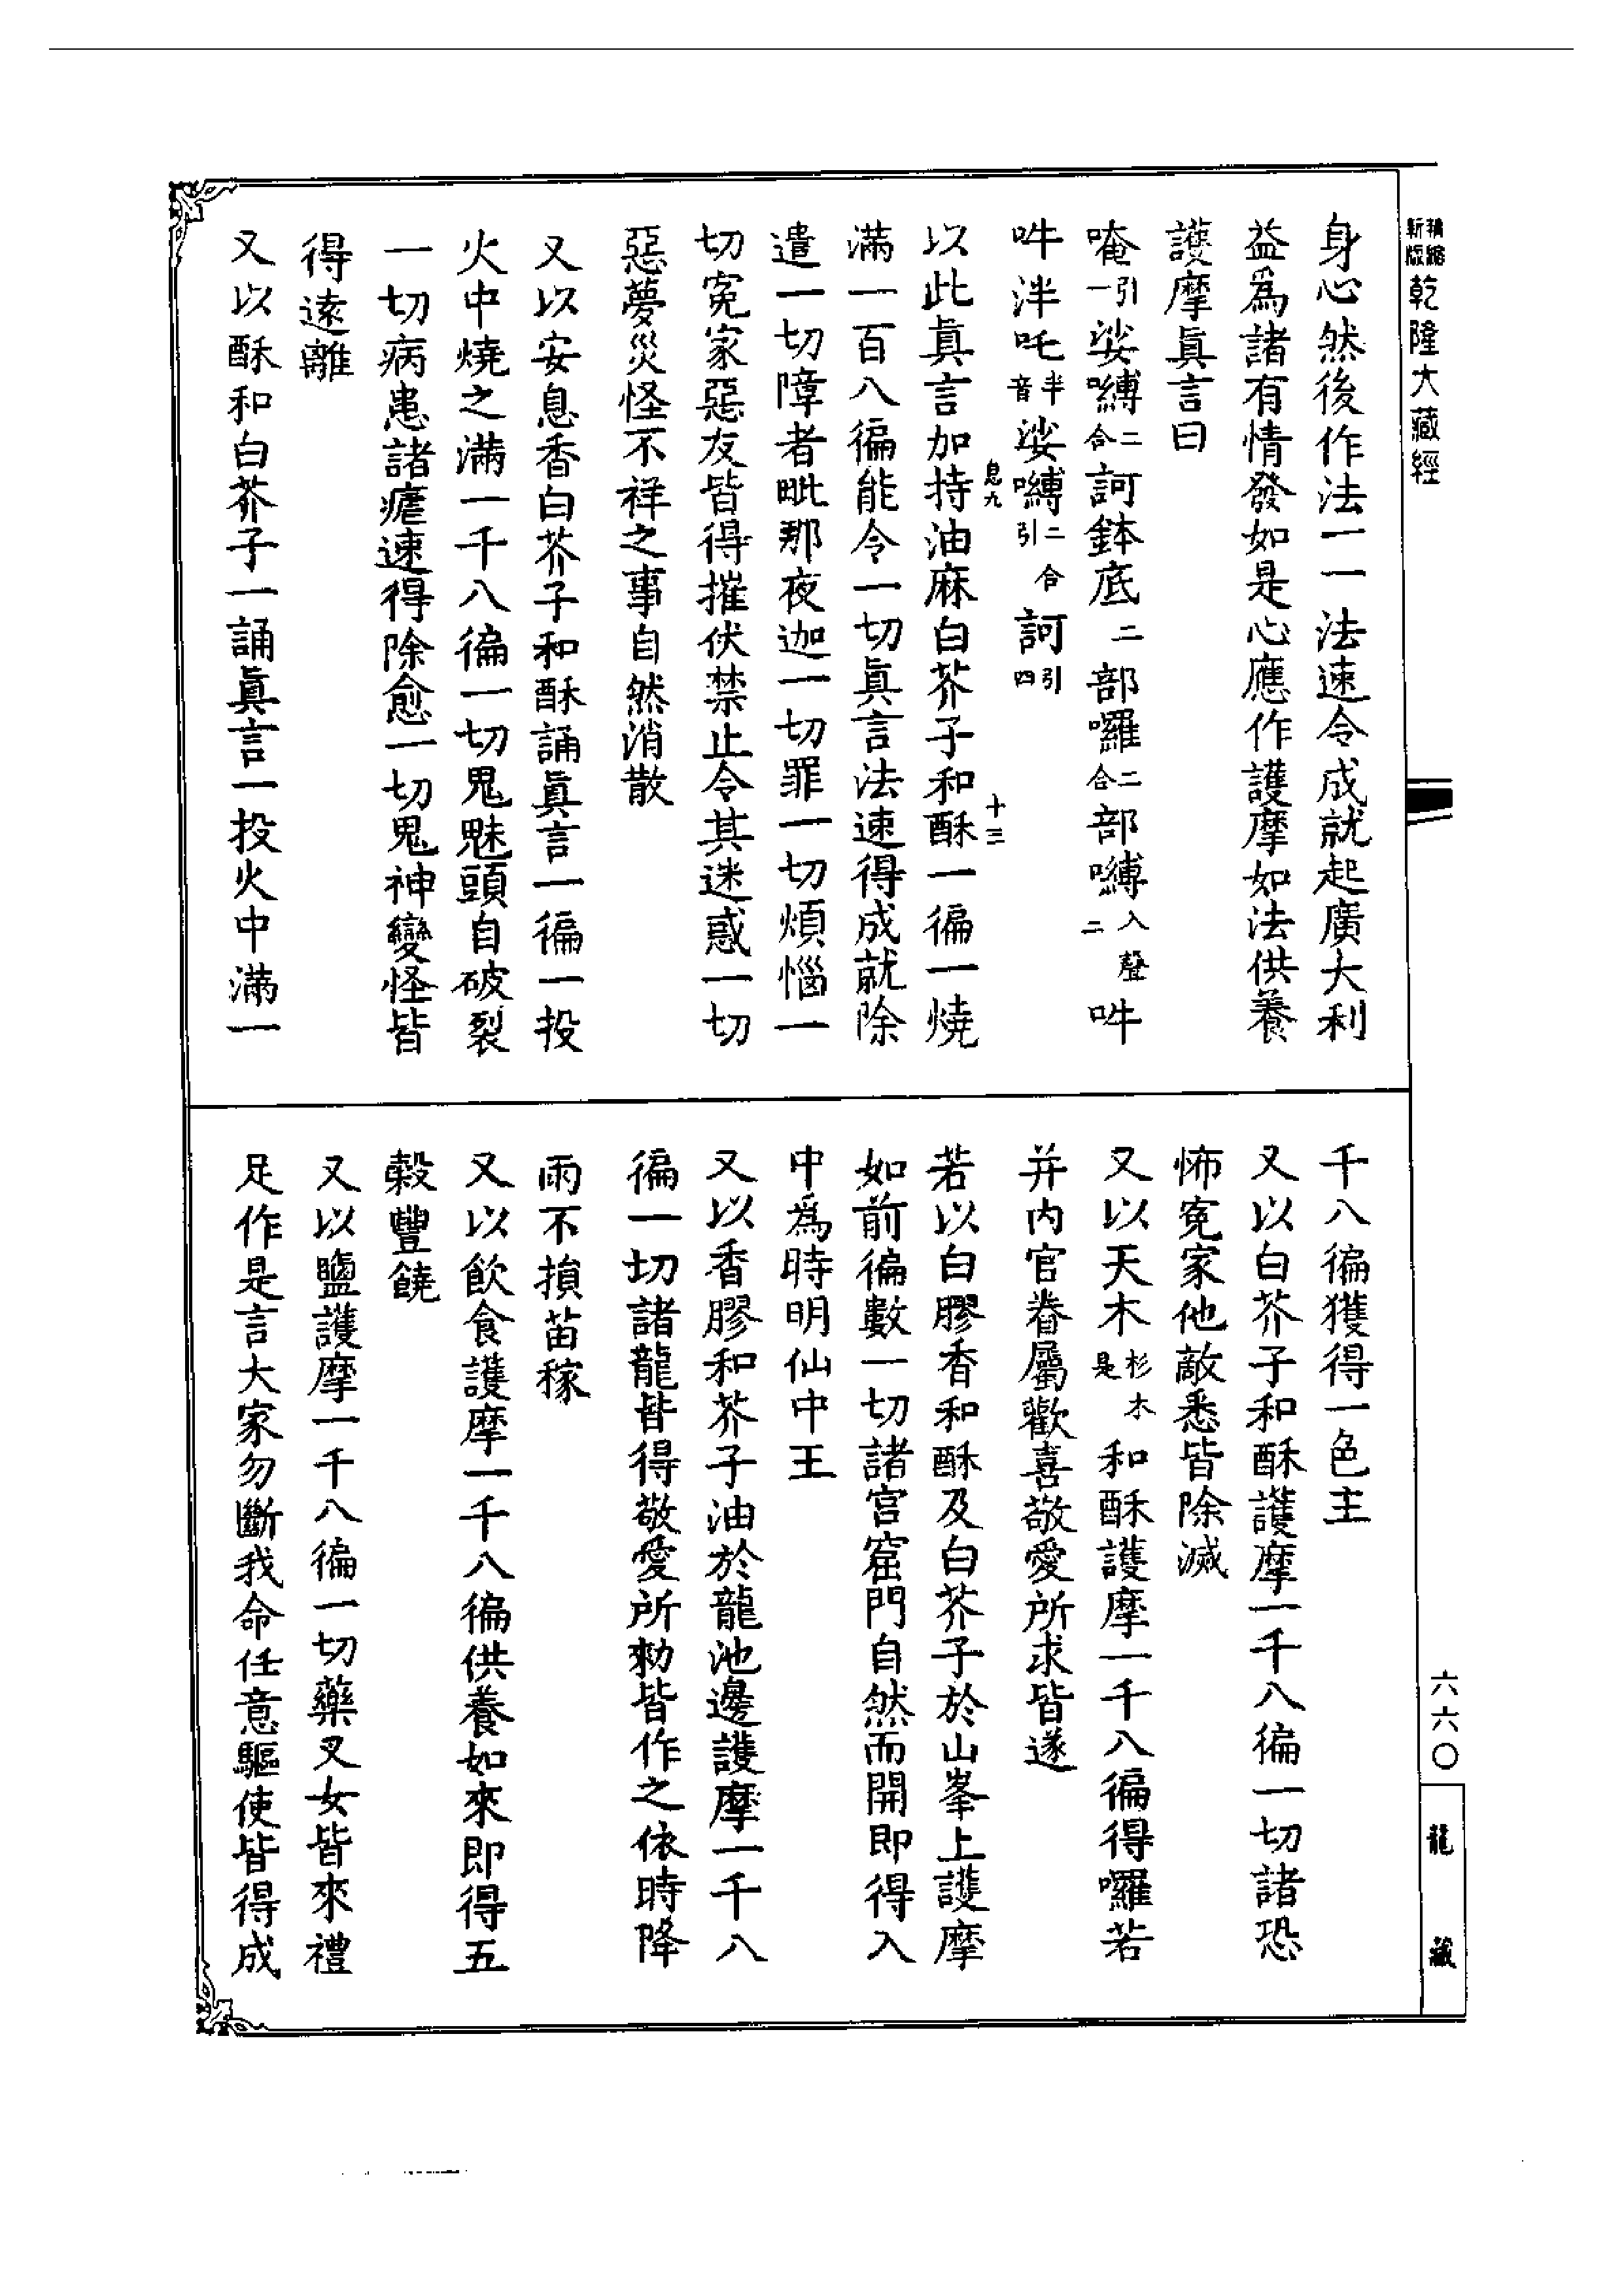 精縮
新版
乾隆大藏經
身心然後作法一一法速令成就起廣大利
益爲諸有情發如是心應作護摩如法供養
護摩眞言曰
唵引一娑嚩二合訶鉢底二部囉二合部嚩入聲二吽
吽泮吒半音娑嚩二合引訶引四
息九
十三
以此眞言加持油麻白芥子和酥一徧一燒
滿一百八徧能令一切眞言法速得成就除
遣一切障者毗那夜迦一切罪一切煩惱一
切寃家惡友皆得摧伏禁止令其迷惑一切
惡夢災怪不祥之事自然消散
又以安息香白芥子和酥誦眞言一徧一投
火中燒之滿一千八徧一切鬼魅頭自破裂
一切病患諸瘧速得除愈一切鬼神變怪皆
得遠離
又以酥和白芥子一誦眞言一投火中滿一
千八徧獲得一色主
又以白芥子和酥護摩一千八徧一切諸恐
怖寃家他敵悉皆除滅
又以天木杉木是和酥護摩一千八徧得囉若
并内官眷屬歡喜敬愛所求皆遂
若以白膠香和酥及白芥子於山峯上護摩
如前徧數一切諸宫窟門自然而開即得入
中爲時明仙中王
又以香膠和芥子油於龍池邊護摩一千八
徧一切諸龍皆得敬愛所勑皆作之依時降
雨不損苗稼
又以飲食護摩一千八徧供養如來即得五
穀豐饒
又以鹽護摩一千八徧一切藥叉女皆來禮
足作是言大家勿斷我命任意驅使皆得成
六六〇
龍藏